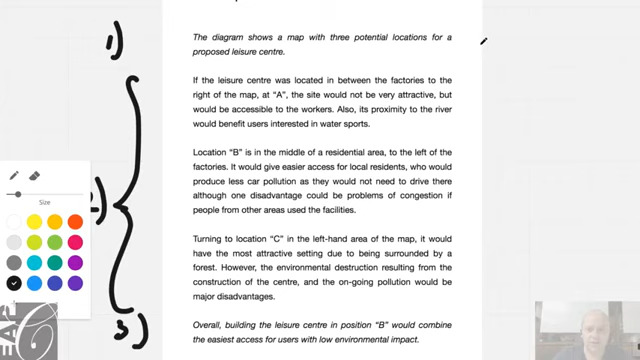 1)
The diagram shows a map with three potential locations for a
proposed leisure centre.
If the leisure centre was located in between the factories to the
right of the map, at “A”, the site would not be very attractive, but
would be accessible to the workers. Also, its proximity to the river
would benefit users interested in water sports.
Location “B” is in the middle of a residential area, to the left of the
factories. It would give easier access for local residents, who would
produce less car pollution as they would not need to drive there
although one disadvantage could be problems of congestion if
people from other areas used the facilities.
Size
2)
Turning to location “C” in the left-hand area of the map, it would
have the most attractive setting due to being surrounded by a
forest. However, the environmental destruction resulting from the
construction of the centre, and the on-going pollution would be
major disadvantages.
3)
Overall, building the leisure centre in position “B” would combine
the easiest access for users with low environmental impact.
EAP